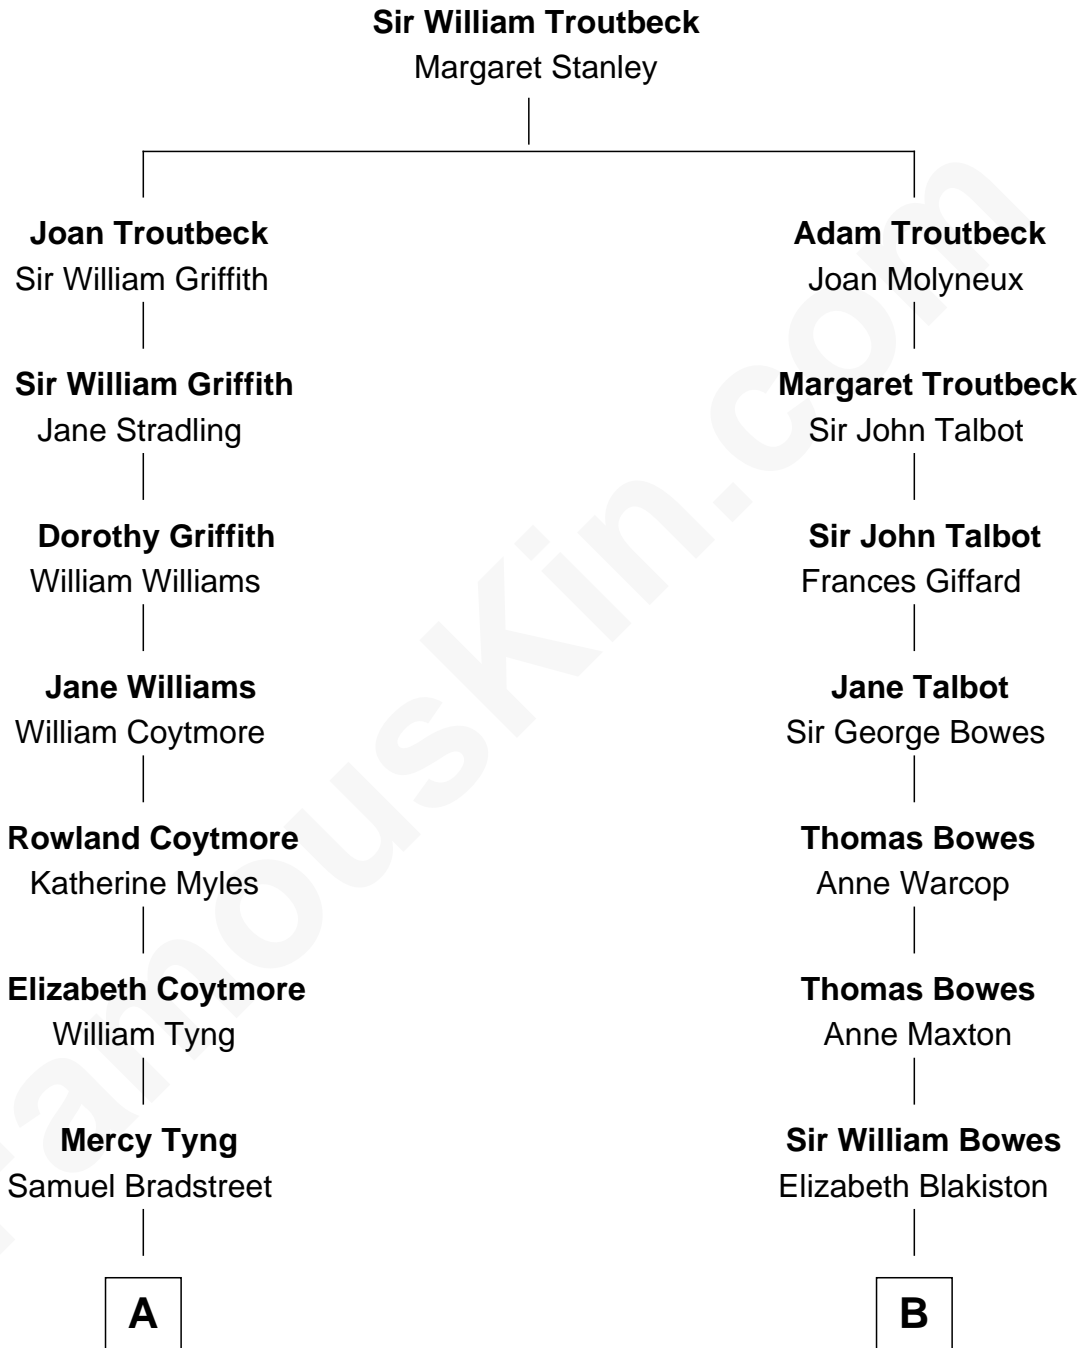 Sir William Troutbeck
Margaret Stanley
Joan Troutbeck
Sir William Griffith
Adam Troutbeck
Joan Molyneux
Sir William Griffith
Jane Stradling
Margaret Troutbeck
Sir John Talbot
Dorothy Griffith
William Williams
Sir John Talbot
Frances Giffard
Jane Williams
William Coytmore
Jane Talbot
Sir George Bowes
Rowland Coytmore
Katherine Myles
Thomas Bowes
Anne Warcop
Elizabeth Coytmore
William Tyng
Thomas Bowes
Anne Maxton
Mercy Tyng
Samuel Bradstreet
Sir William Bowes
Elizabeth Blakiston
A
B
FamousKin.com